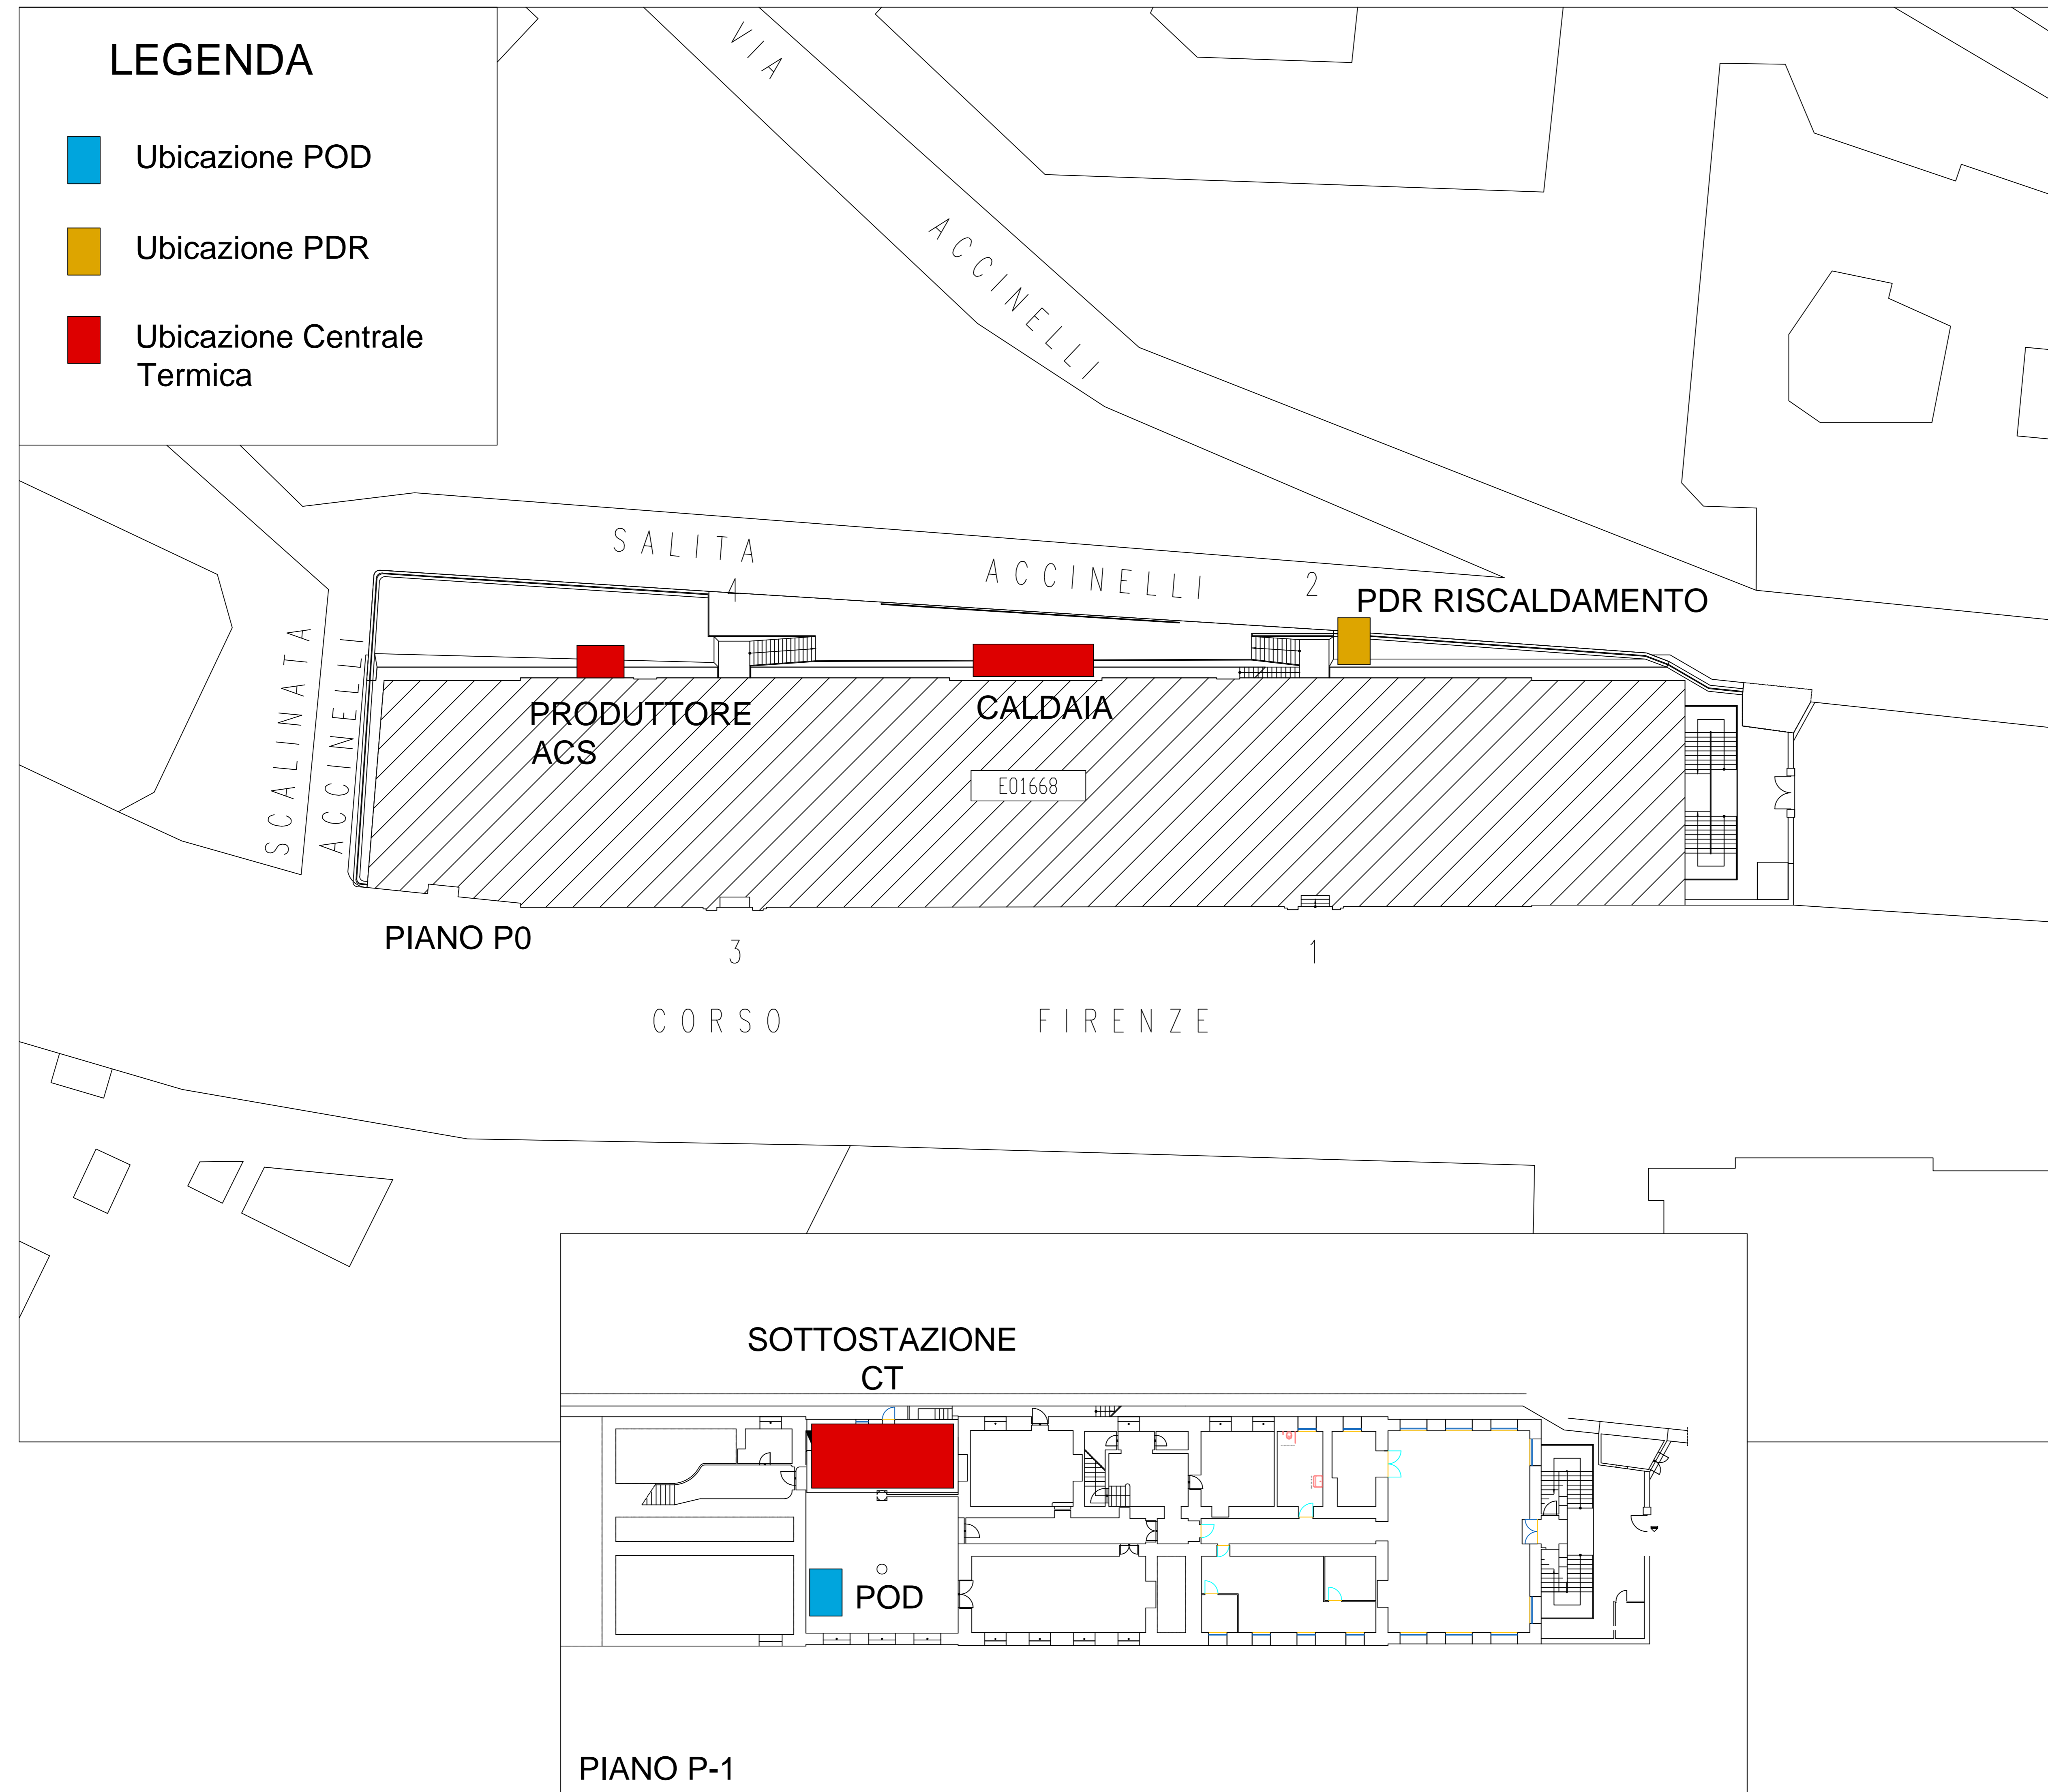 LEGENDA
Ubicazione POD
Ubicazione PDR
Ubicazione Centrale
Termica
VIA
ACCINELLI
SALITA
ACCINELLI
4
2
PDR RISCALDAMENTO
SCALINATA
ACCINELLI
PRODUTTORE
ACS
CALDAIA
E01668
PIANO P0
3
1
CORSO FIRENZE
SOTTOSTAZIONE
CT
POD
PIANO P-1